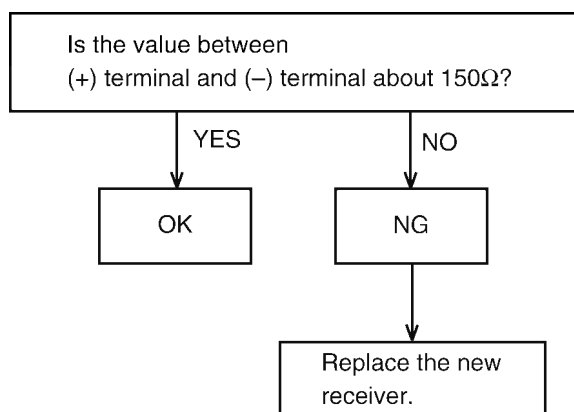 Is the value between
(+) terminal and (–) terminal about 150Ω?
YES
NO
OK
NG
Replace the new
receiver.